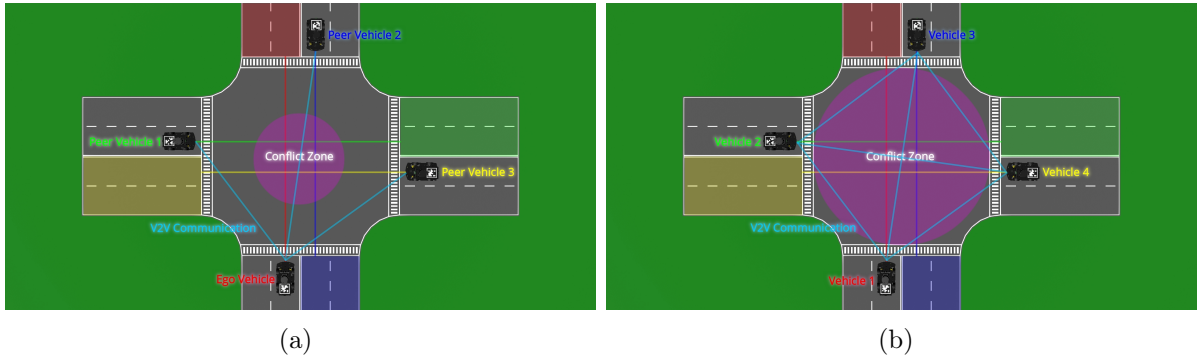 Peer Vehicle 2
Peer Vehicle 1
Conflict Zone
Peer Vehicle 3
V2V Communication
Ego Vehicle
(a)
Vehicle 3
Vehicle 2
Conflict Zone
Vehicle 4
V2V Communication
Vehicle 1
(b)